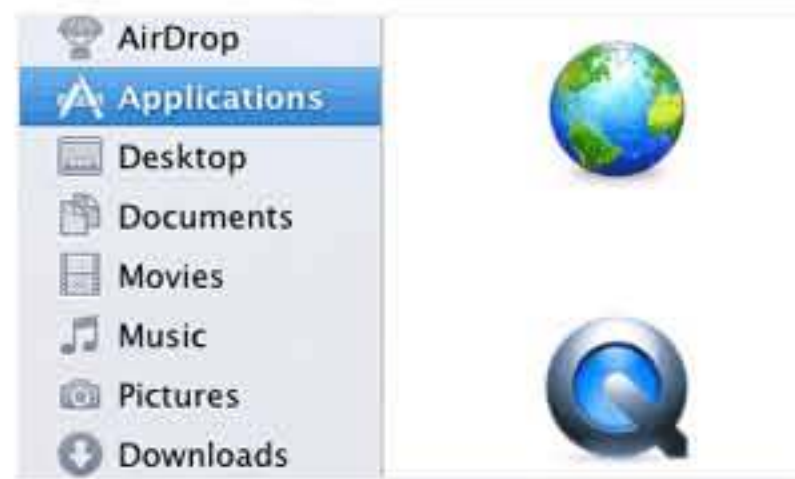 AirDrop
Applications
Desktop
Documents
Movies
Music
Pictures
Downloads